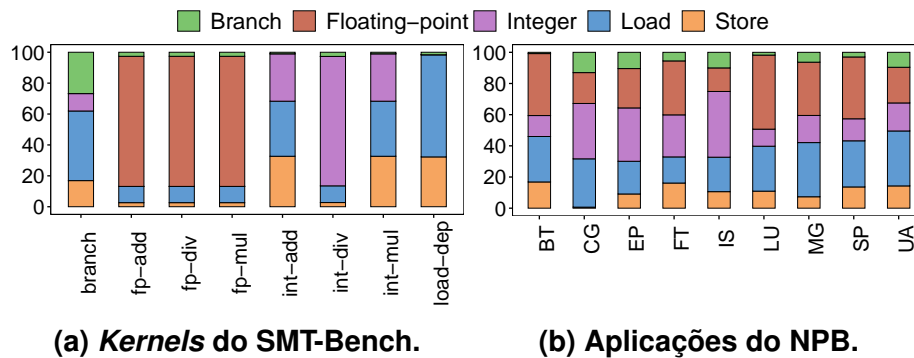 Branch Floating-point Integer Load Store
100
80
60
40
20
0
branch
fp-add
fp-div
fp-mul
int-add
int-div
int-mul
load-dep
(a) Kernels do SMT-Bench.
100
80
60
40
20
0
BT
CG
EP
FT
IS
LU
MG
SP
UA
(b) Aplicações do NPB.